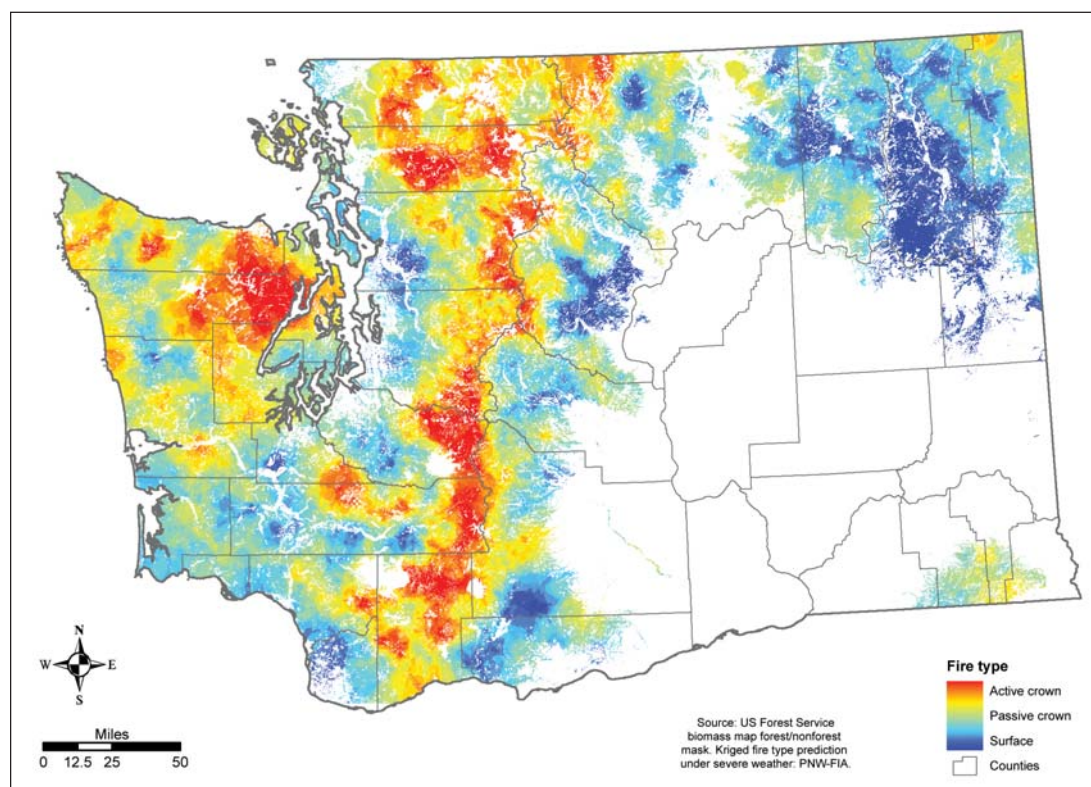 N
W E
S
Miles
0 12.5 25 50
Source: US Forest Service
biomass map forest/nonforest
mask. Kriged fire type prediction
under severe weather: PNW-FIA.
Fire type
Active crown
Passive crown
Surface
Counties